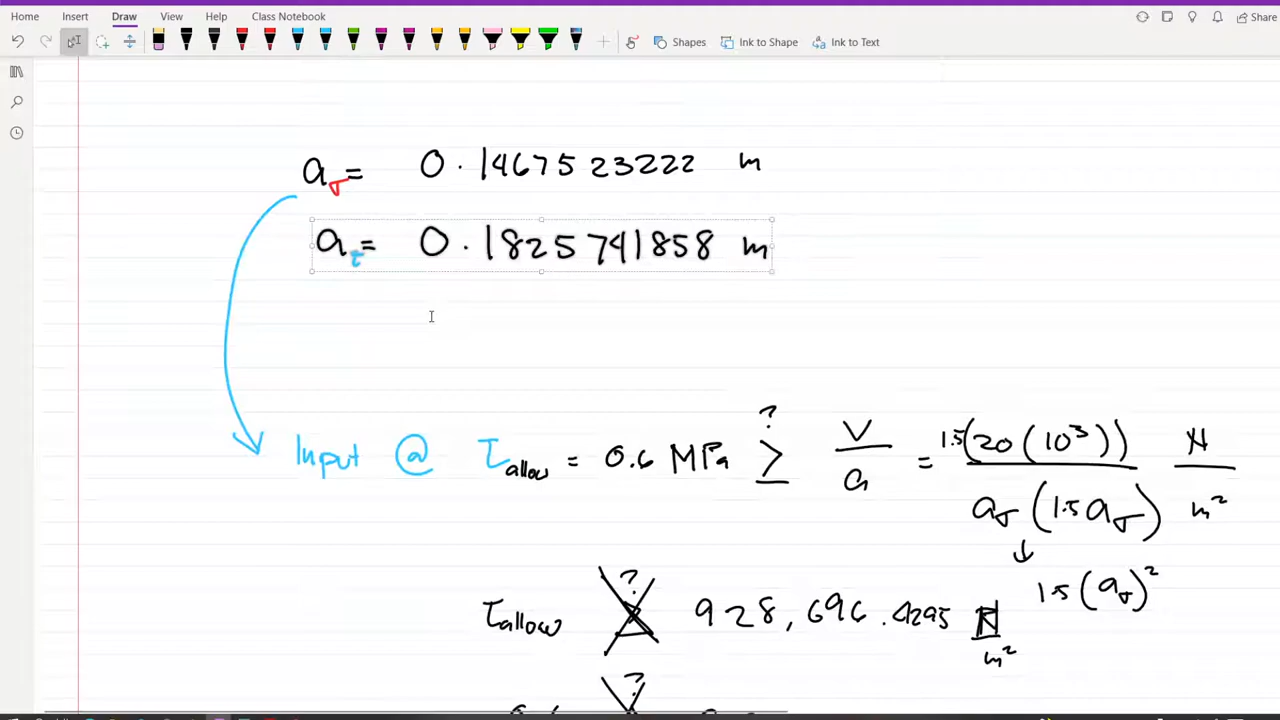 Home Insert Draw View Help Class Notebook Share
Shapes Ink to Shape Ink to Text
aσ = 0.1467523222 m
aτ = 0.1825741858 m
Input @ τallow = 0.6 MPa ≥? V/a = 1.5(20(10³))/aσ(1.5aσ) N/m²
↓
1.5(aσ)²
τallow ≥? 928,696.4295 N/m²